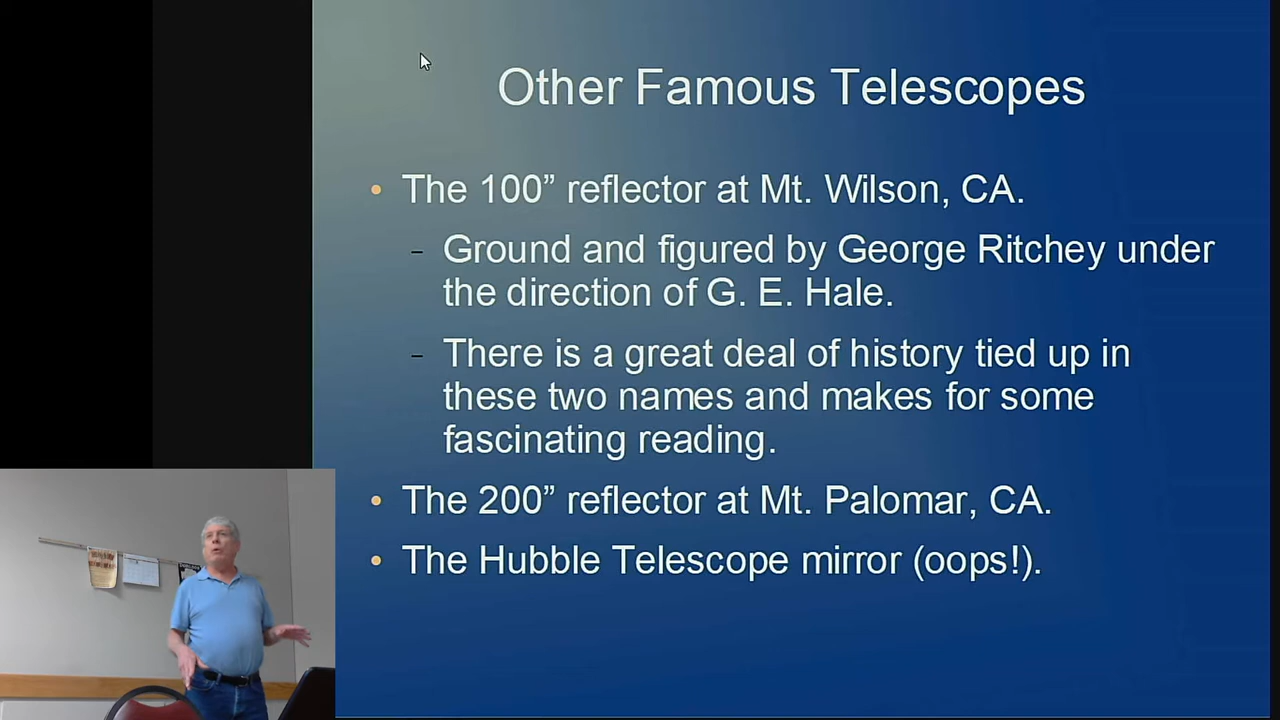 Other Famous Telescopes
• The 100” reflector at Mt. Wilson, CA.
– Ground and figured by George Ritchey under
the direction of G. E. Hale.
– There is a great deal of history tied up in
these two names and makes for some
fascinating reading.
• The 200” reflector at Mt. Palomar, CA.
• The Hubble Telescope mirror (oops!).